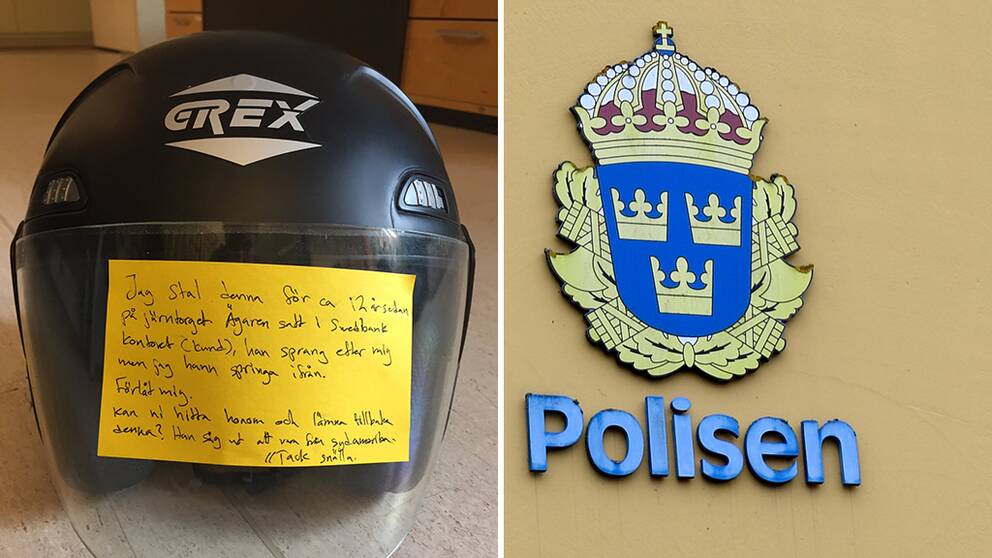 GREX
Jag stal denna för ca 12 år sedan
på järntorget Ägaren satt i Swedbank
kontoret (kund), han sprang efter mig
men jag hann springa ifrån.
Förlåt mig.
Kan ni hitta honom och lämna tillbaka
denna? Han såg ut att vara från sydamerika.
//Tack snälla.
Polisen